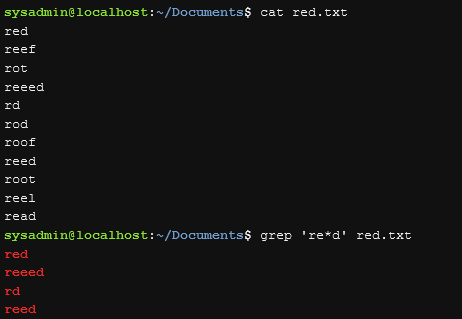 sysadmin@localhost:~/Documents$ cat red.txt
red
reef
rot
reeed
rd
rod
roof
reed
root
reel
read
sysadmin@localhost:~/Documents$ grep 're*d' red.txt
red
reeed
rd
reed